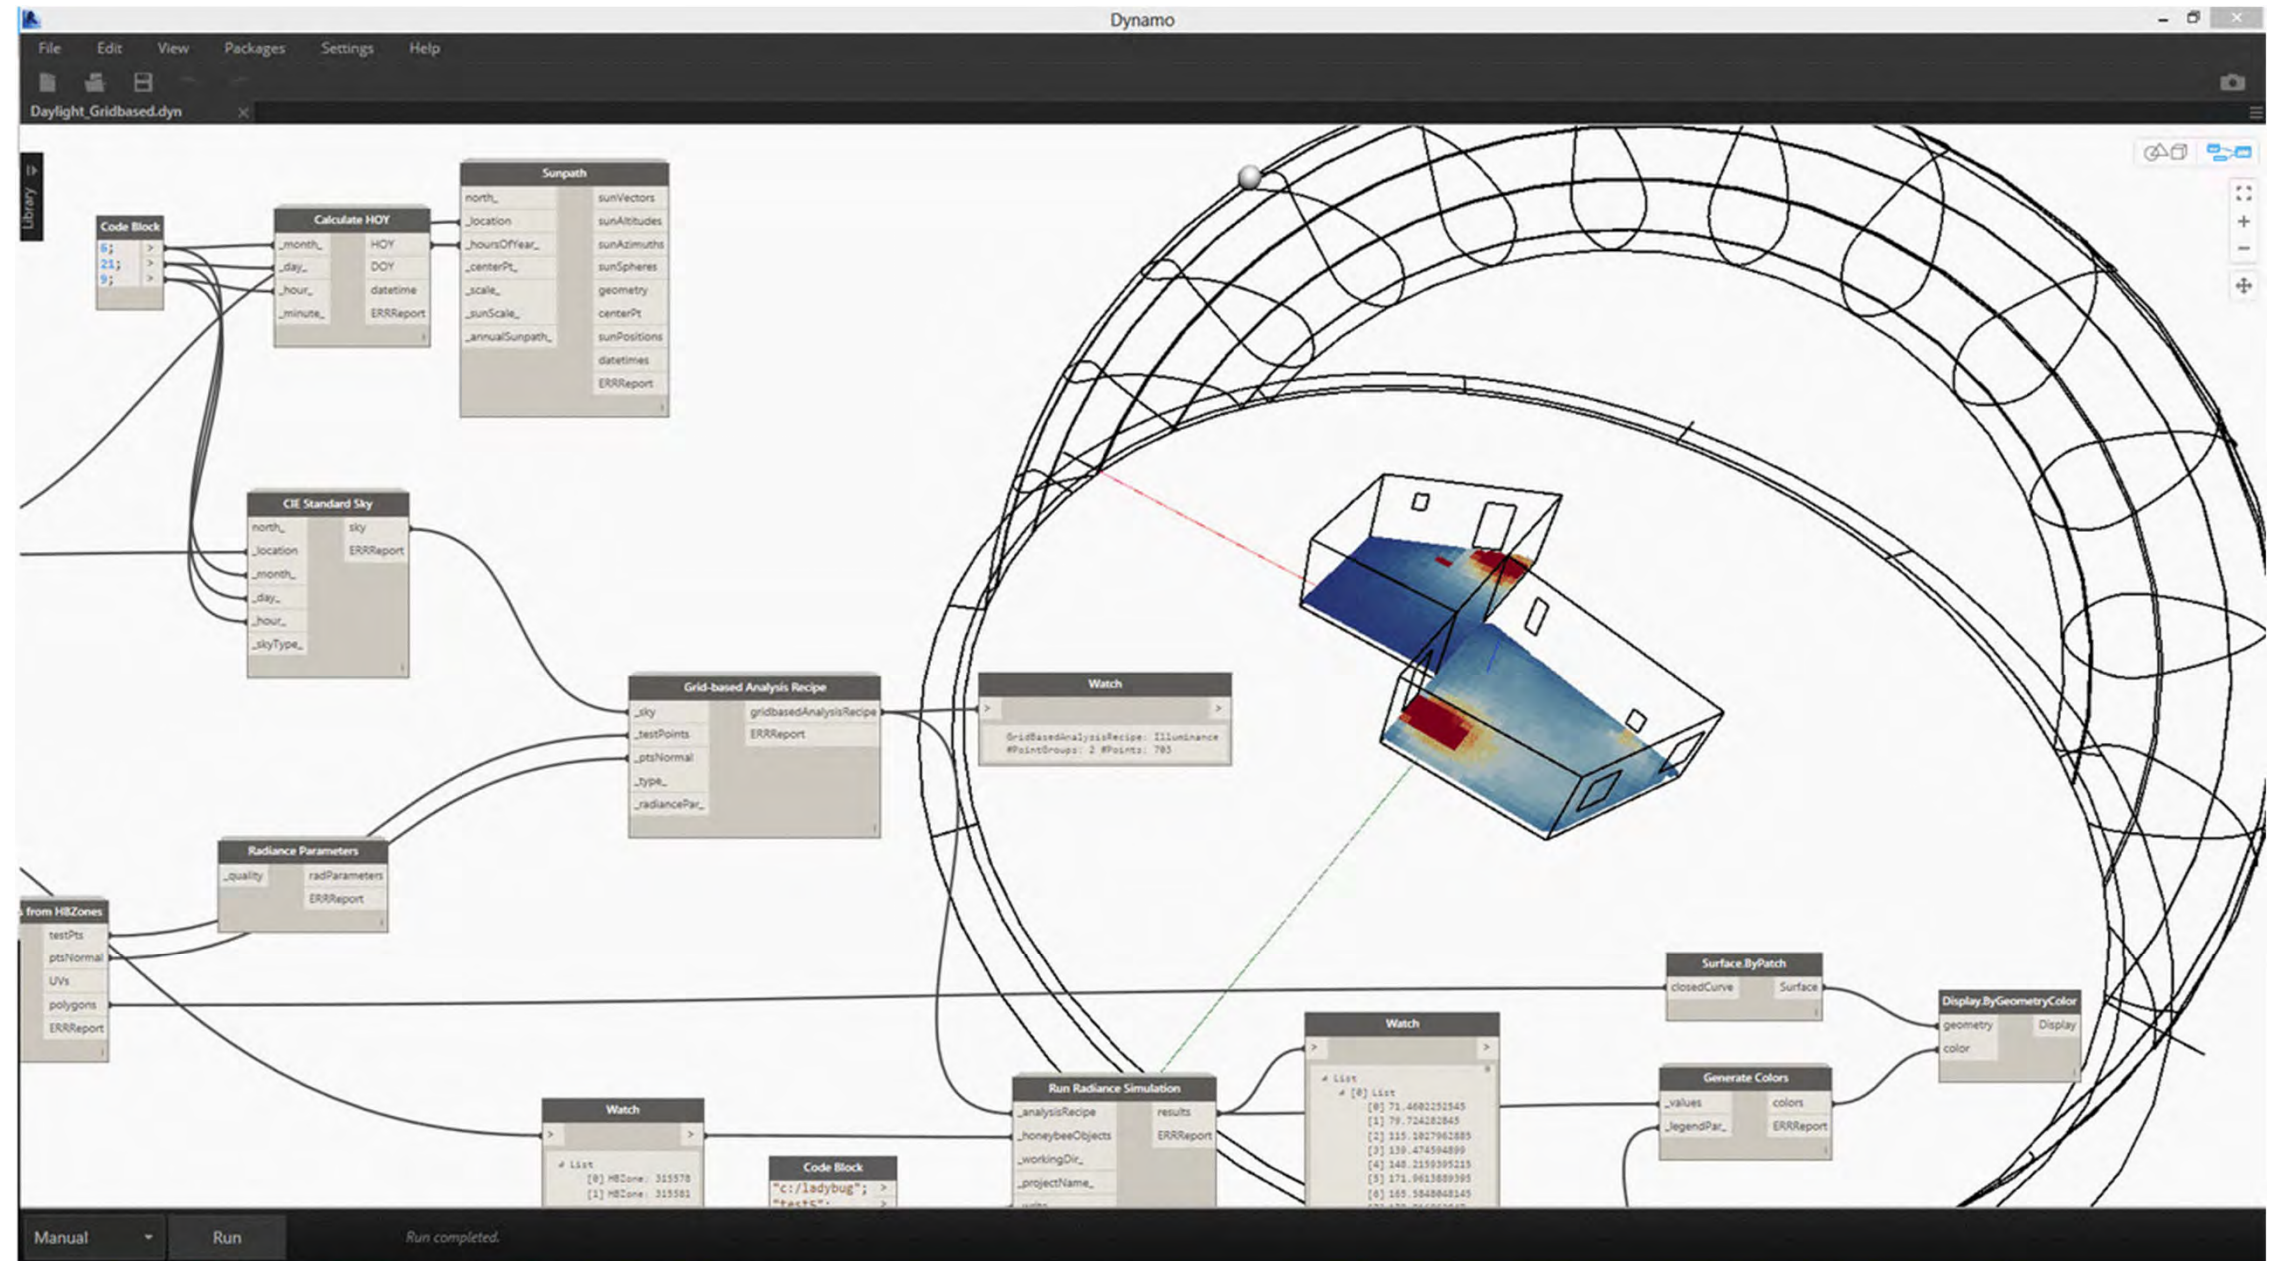 Dynamo
File Edit View Packages Settings Help
Daylight_Gridbased.dyn
Library
Code Block
6; >
21; >
9; >
Calculate HOY
_month_ HOY
_day_ DOY
_hour_ datetime
_minute_ ERRReport
Sunpath
north_ sunVectors
_location sunAltitudes
_hoursOfYear_ sunAzimuths
_centerPt_ sunSpheres
_scale_ geometry
_sunScale_ centerPt
_annualSunpath_ sunPositions
datetimes
ERRReport
CIE Standard Sky
north_ sky
_location ERRReport
_month_
_day_
_hour_
_skyType_
Grid-based Analysis Recipe
_sky gridbasedAnalysisRecipe
_testPoints ERRReport
_ptsNormal
_type_
_radiancePar_
Watch
> >
GridBasedAnalysisRecipe: Illuminance
#PointGroups: 2 #Points: 703
Radiance Parameters
_quality radParameters
ERRReport
from HBZones
testPts
ptsNormal
UVs
polygons
ERRReport
Watch
> >
List
[0] HBZone: 315578
[1] HBZone: 315581
Code Block
"c:/ladybug"; >
"test5"; >
Run Radiance Simulation
_analysisRecipe results
_honeybeeObjects ERRReport
_workingDir_
_projectName_
Watch
> >
List
[0] List
[0] 71.4602252545
[1] 79.724282845
[2] 115.1027962885
[3] 139.474594899
[4] 148.2159395215
[5] 171.9613889395
[6] 169.5848048145
Surface.ByPatch
closedCurve Surface
Generate Colors
_values colors
_legendPar_ ERRReport
Display.ByGeometryColor
geometry Display
color
Manual Run Run completed.